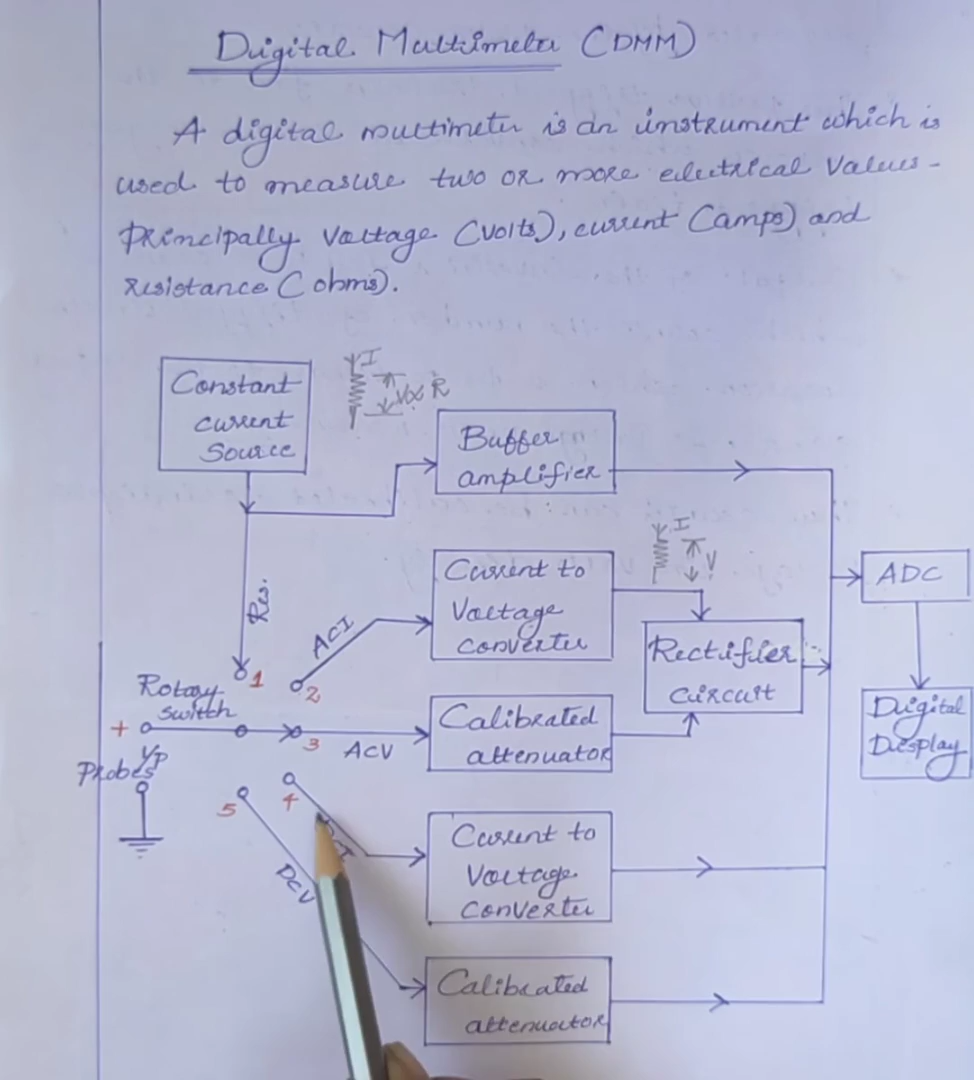 Digital Multimeter (DMM)
A digital multimeter is an instrument which is
used to measure two or more electrical values -
principally voltage (volts), current (amps) and
resistance (ohms).
Constant
current
Source
I
V∝R
Buffer
amplifier
Res.
ACI
Current to
Voltage
converter
I
V
Rectifier
circuit
ADC
Digital
Display
1
2
Rotary
switch
+
I/P
Probes
3
ACV
Calibrated
attenuator
4
5
DCV
Current to
Voltage
Converter
Calibrated
attenuator